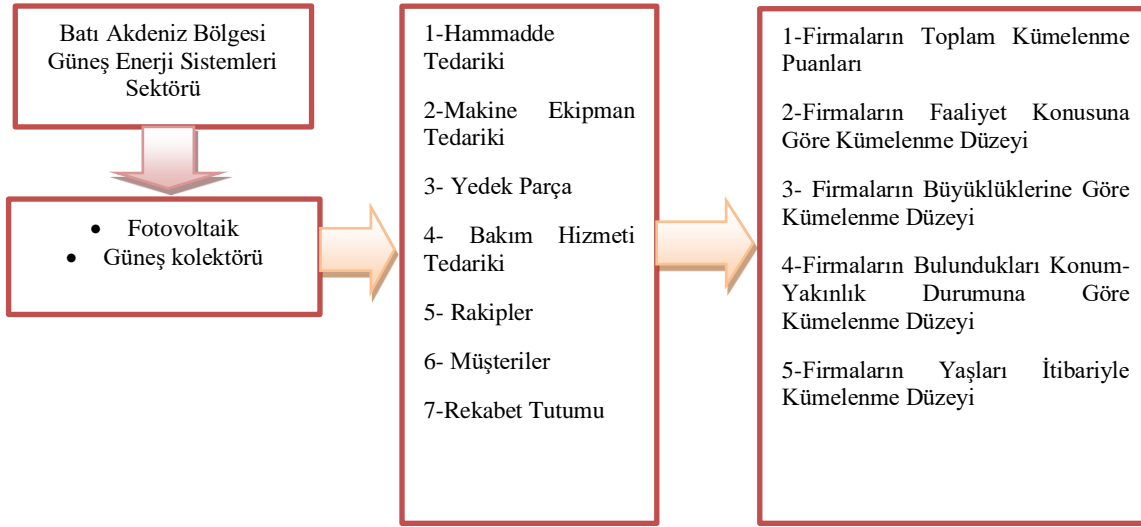 Batı Akdeniz Bölgesi
Güneş Enerji Sistemleri
Sektörü
• Fotovoltaik
• Güneş kolektörü
1-Hammadde
Tedariki
2-Makine Ekipman
Tedariki
3- Yedek Parça
4- Bakım Hizmeti
Tedariki
5- Rakipler
6- Müşteriler
7-Rekabet Tutumu
1-Firmaların Toplam Kümelenme
Puanları
2-Firmaların Faaliyet Konusuna
Göre Kümelenme Düzeyi
3- Firmaların Büyüklüklerine Göre
Kümelenme Düzeyi
4-Firmaların Bulundukları Konum-
Yakınlık Durumuna Göre
Kümelenme Düzeyi
5-Firmaların Yaşları İtibariyle
Kümelenme Düzeyi